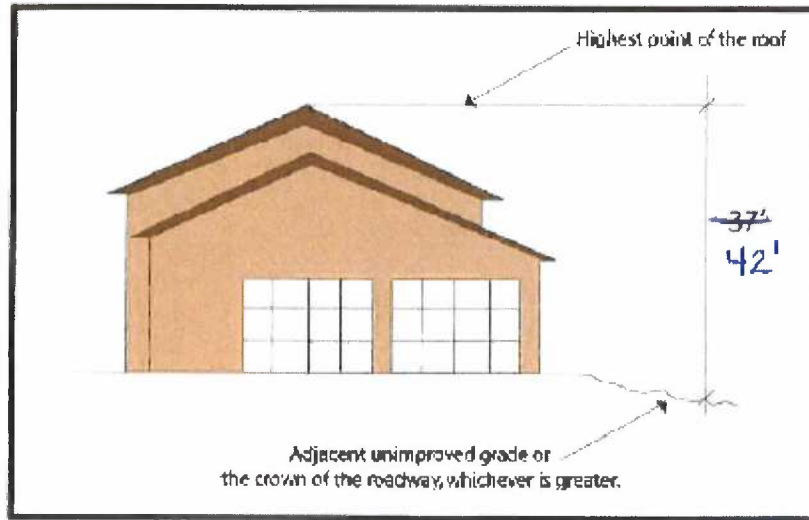 Highest point of the roof
37'
42'
Adjacent unimproved grade or
the crown of the roadway, whichever is greater.